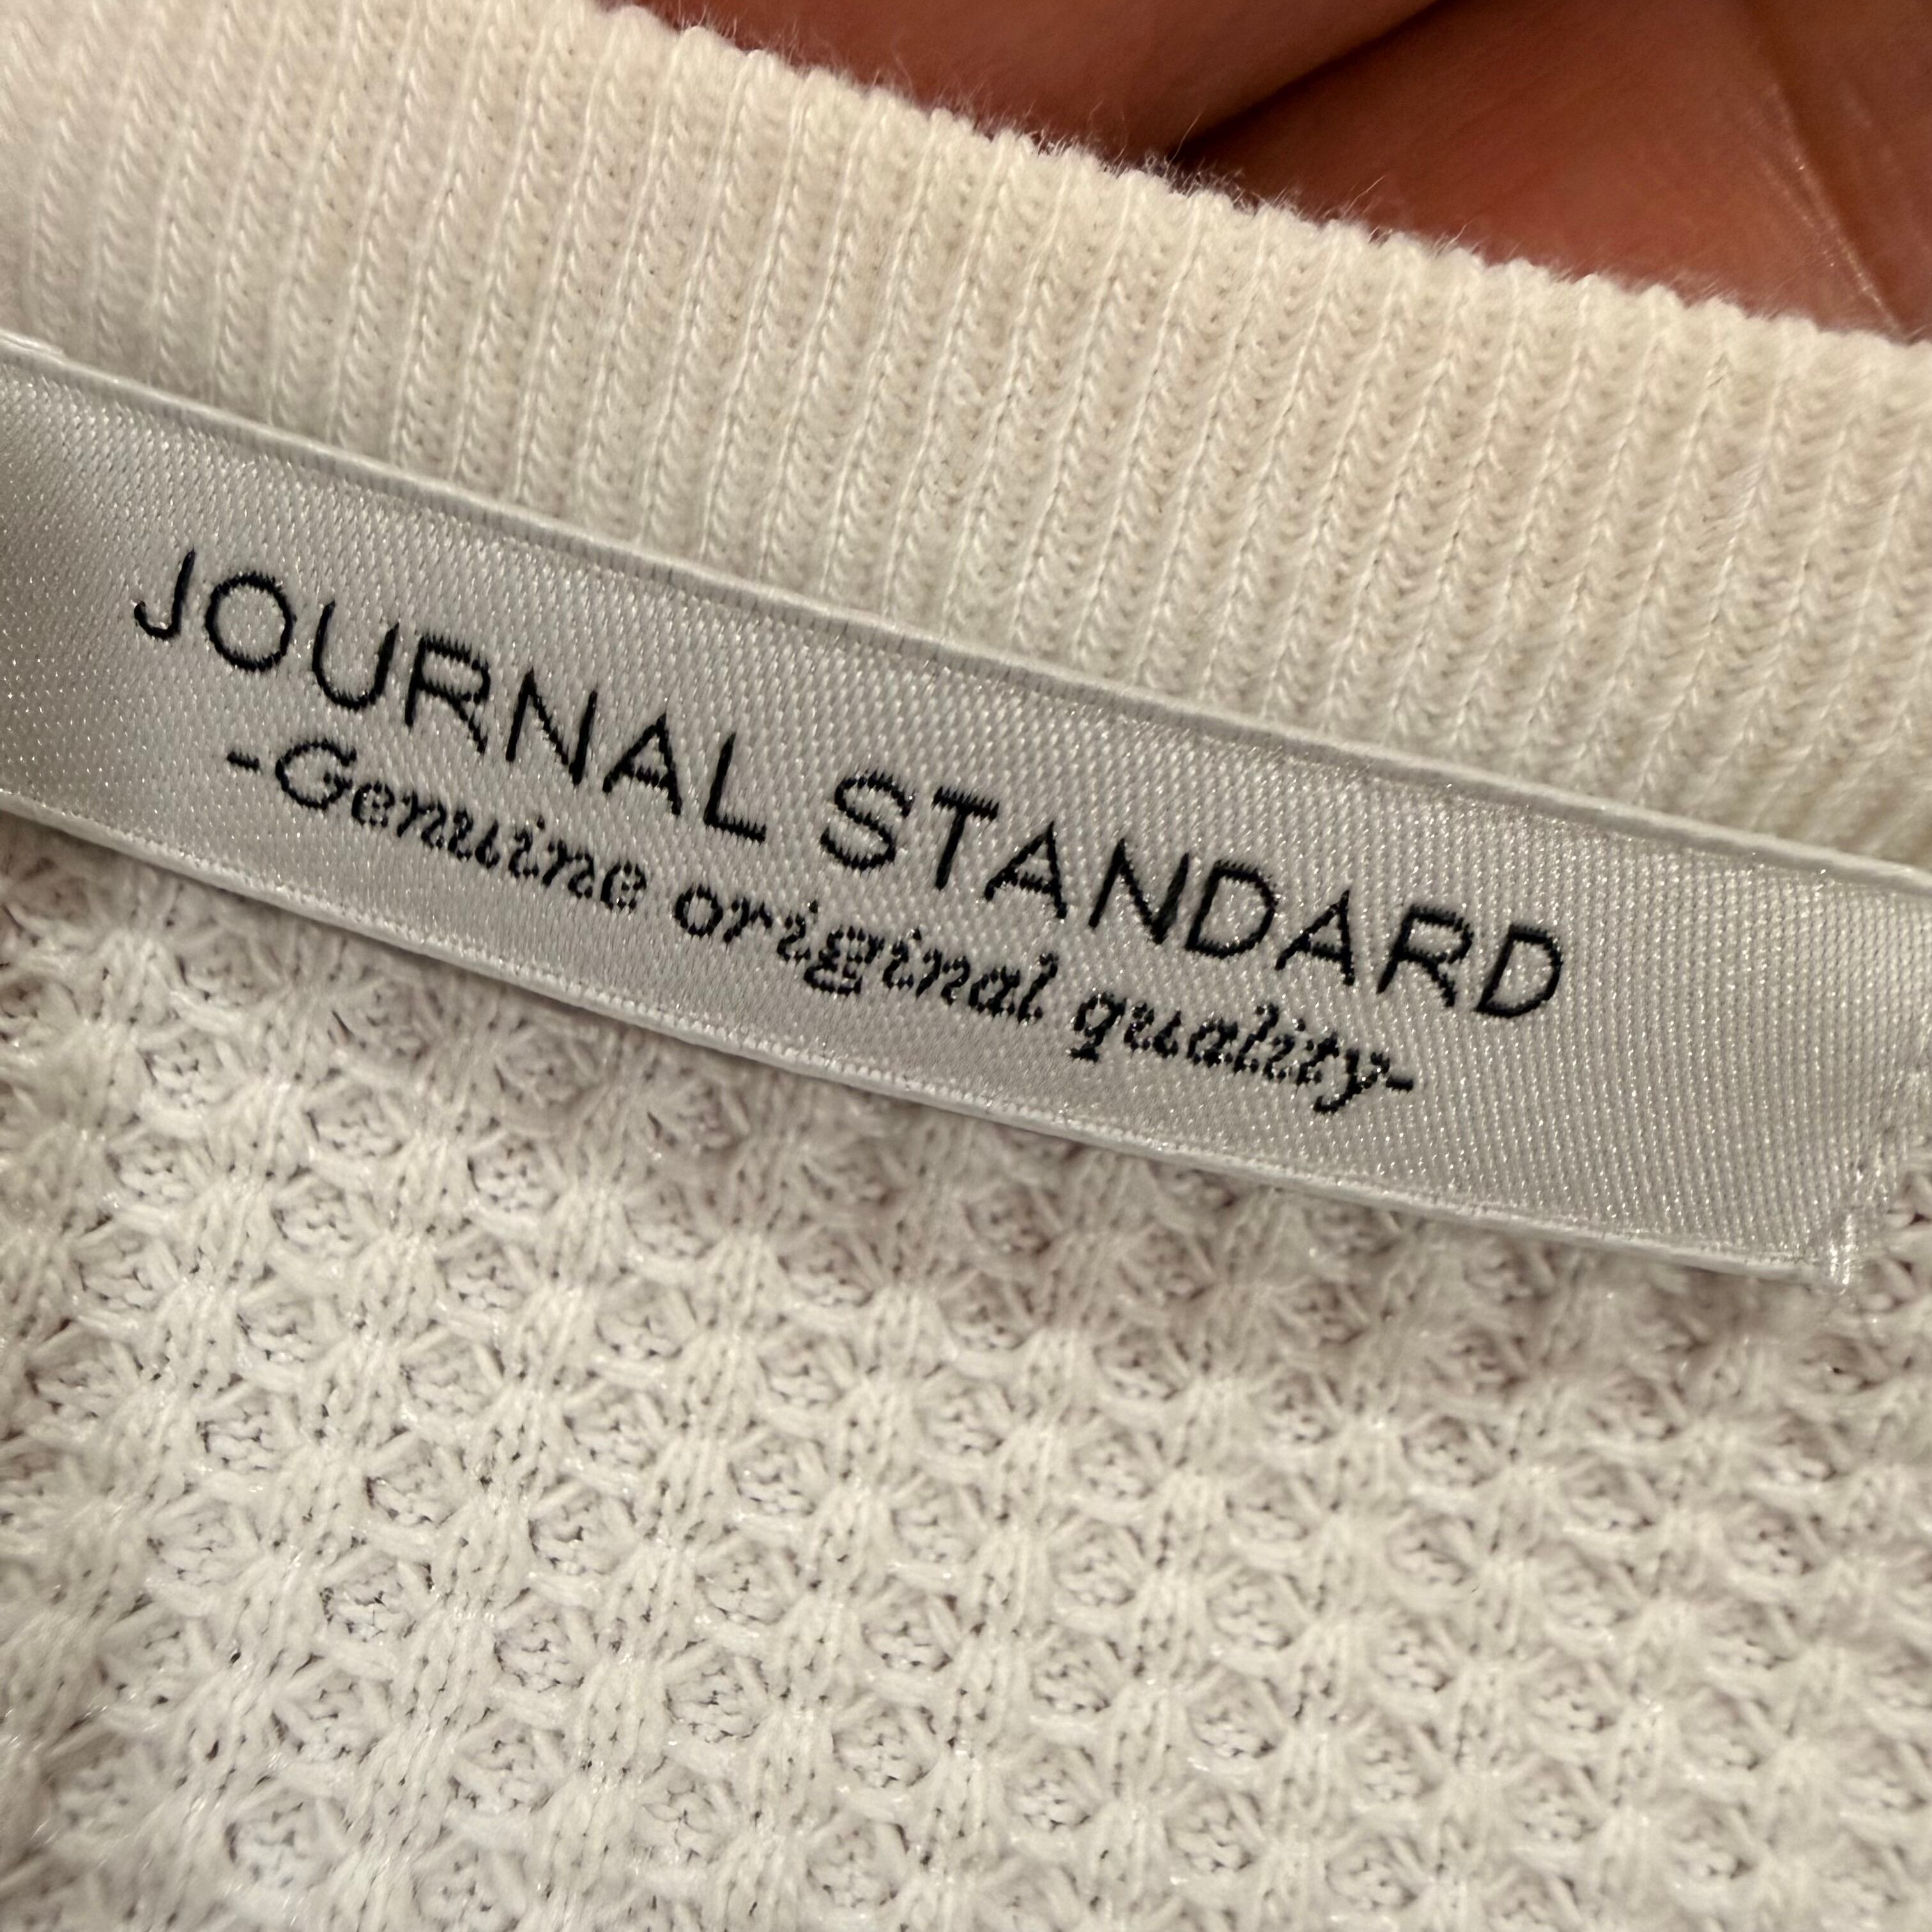 JOURNAL STANDARD
-Genuine original quality-